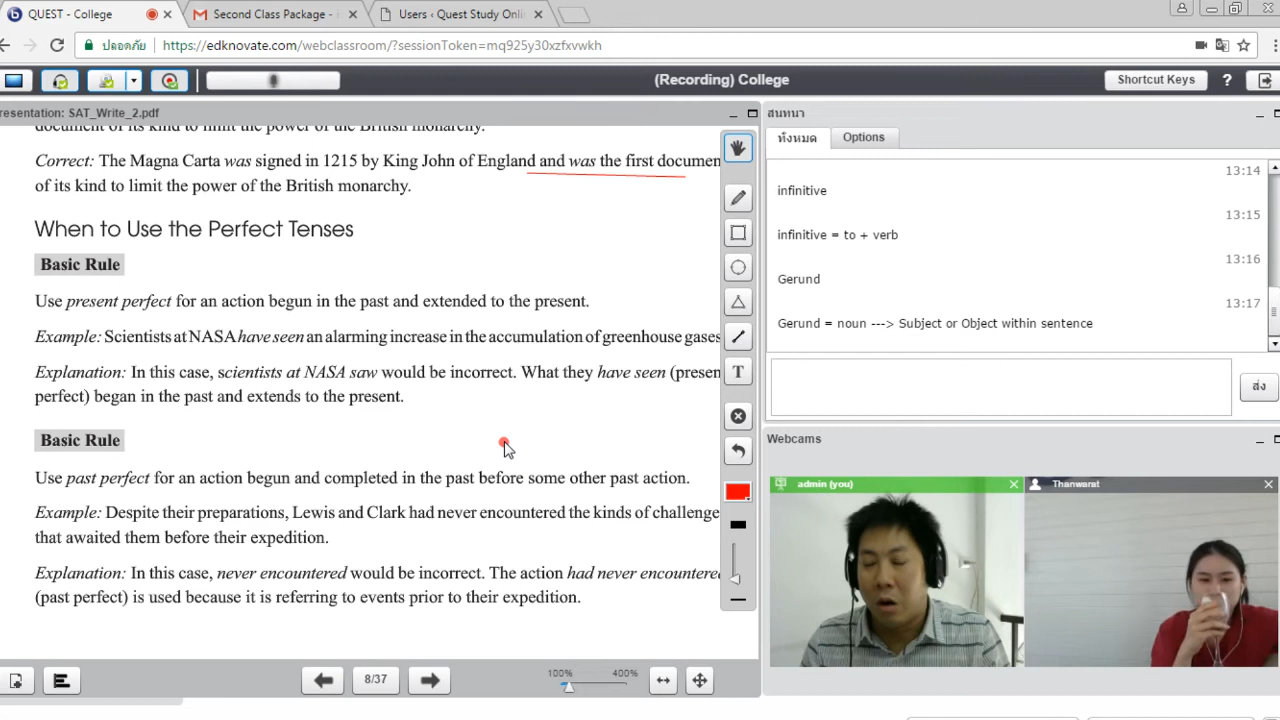 QUEST - College
Second Class Package -
Users ‹ Quest Study Onli
ปลอดภัย
https://edknovate.com/webclassroom/?sessionToken=mq925y30xzfxvwkh
(Recording) College
Shortcut Keys
?
resentation: SAT_Write_2.pdf
document of its kind to limit the power of the British monarchy.
Correct: The Magna Carta was signed in 1215 by King John of England and was the first documen
of its kind to limit the power of the British monarchy.
When to Use the Perfect Tenses
Basic Rule
Use present perfect for an action begun in the past and extended to the present.
Example: Scientists at NASA have seen an alarming increase in the accumulation of greenhouse gases
Explanation: In this case, scientists at NASA saw would be incorrect. What they have seen (presen
perfect) began in the past and extends to the present.
Basic Rule
Use past perfect for an action begun and completed in the past before some other past action.
Example: Despite their preparations, Lewis and Clark had never encountered the kinds of challenge
that awaited them before their expedition.
Explanation: In this case, never encountered would be incorrect. The action had never encountere
(past perfect) is used because it is referring to events prior to their expedition.
T
8/37
100%
400%
สนทนา
ทั้งหมด
Options
13:14
infinitive
13:15
infinitive = to + verb
13:16
Gerund
13:17
Gerund = noun ---> Subject or Object within sentence
ส่ง
Webcams
admin (you)
Thanwarat